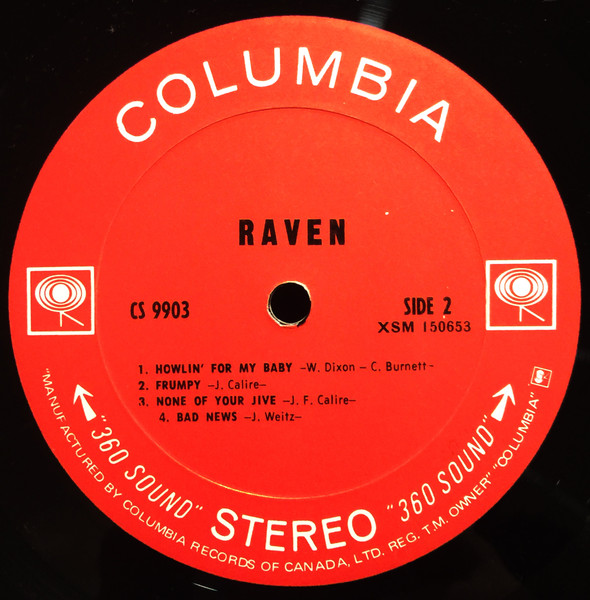 COLUMBIA
RAVEN
CS 9903
SIDE 2
XSM 150653
1. HOWLIN' FOR MY BABY –W. Dixon – C. Burnett–
2. FRUMPY –J. Calire–
3. NONE OF YOUR JIVE –J. F. Calire–
4. BAD NEWS –J. Weitz–
"360 SOUND" STEREO "360 SOUND"
"MANUFACTURED BY COLUMBIA RECORDS OF CANADA, LTD. REG. T.M. OWNER" "COLUMBIA"